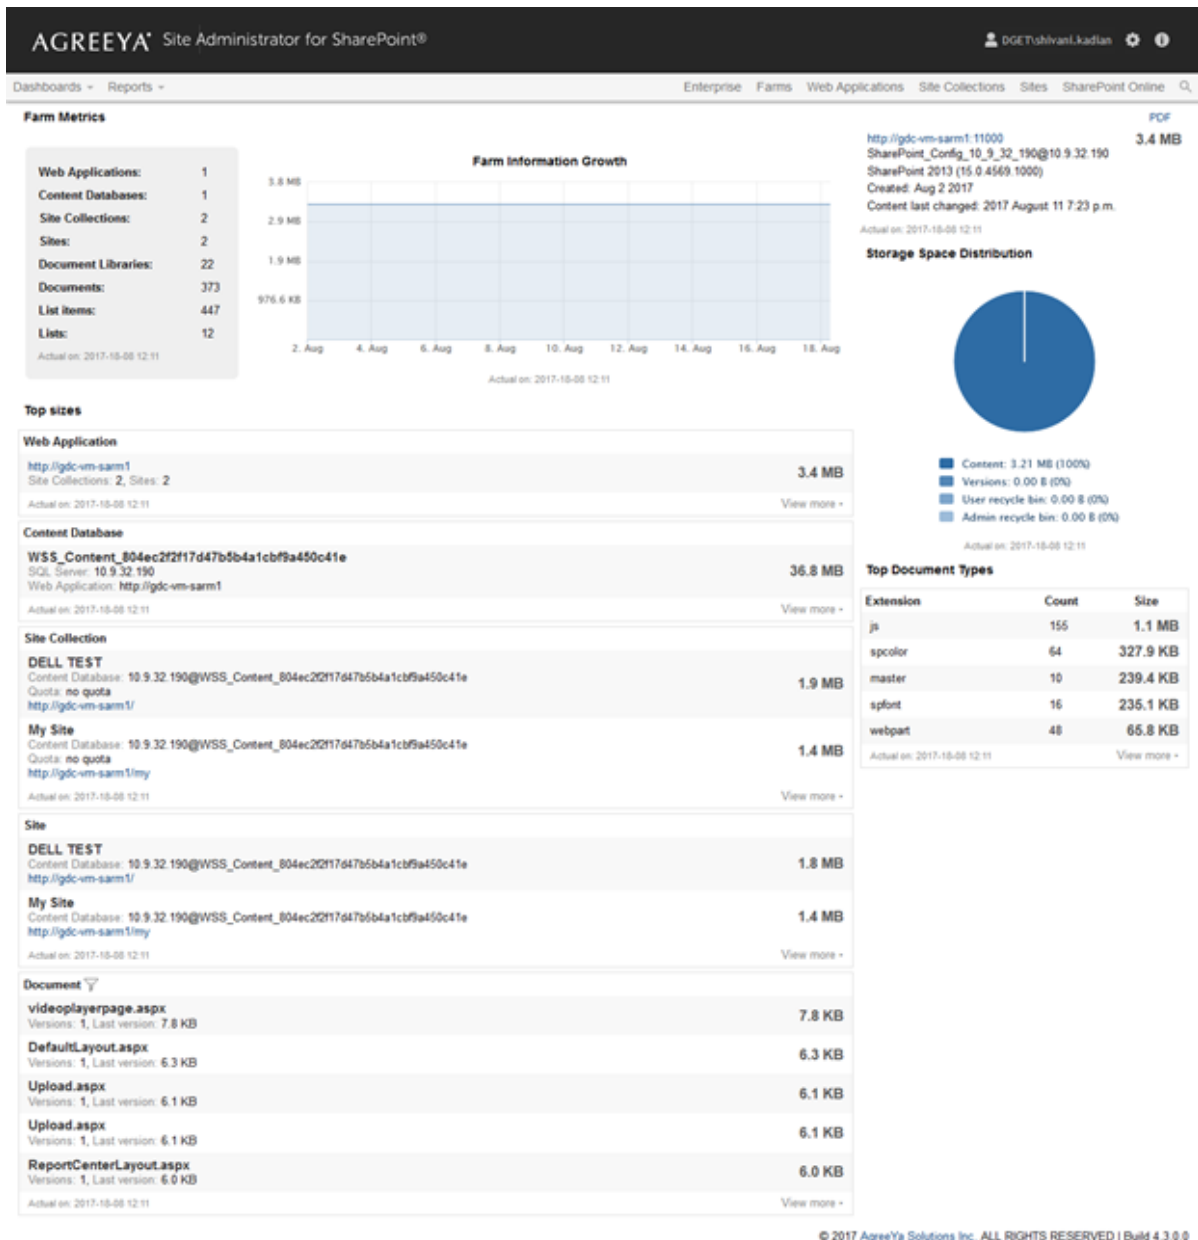 AGREEYA Site Administrator for SharePoint®
DGET\shivani.kadian
Dashboards Reports
Enterprise Farms Web Applications Site Collections Sites SharePoint Online
Farm Metrics
PDF
Web Applications: 1
Content Databases: 1
Site Collections: 2
Sites: 2
Document Libraries: 22
Documents: 373
List items: 447
Lists: 12
Actual on: 2017-18-08 12:11
Farm Information Growth
3.8 MB
2.9 MB
1.9 MB
976.6 KB
2. Aug 4. Aug 6. Aug 8. Aug 10. Aug 12. Aug 14. Aug 16. Aug 18. Aug
Actual on: 2017-18-08 12:11
http://gdc-vm-sarm1:11000 3.4 MB
SharePoint_Config_10_9_32_190@10.9.32.190
SharePoint 2013 (15.0.4569.1000)
Created: Aug 2 2017
Content last changed: 2017 August 11 7:23 p.m.
Actual on: 2017-18-08 12:11
Storage Space Distribution
Content: 3.21 MB (100%)
Versions: 0.00 B (0%)
User recycle bin: 0.00 B (0%)
Admin recycle bin: 0.00 B (0%)
Actual on: 2017-18-08 12:11
Top Document Types
Extension Count Size
js 155 1.1 MB
spcolor 64 327.9 KB
master 10 239.4 KB
spfont 16 235.1 KB
webpart 48 65.8 KB
Actual on: 2017-18-08 12:11 View more
Top sizes
Web Application
http://gdc-vm-sarm1
Site Collections: 2, Sites: 2
3.4 MB
Actual on: 2017-18-08 12:11 View more
Content Database
WSS_Content_804ec2f2f17d47b5b4a1cbf9a450c41e
SQL Server: 10.9.32.190
36.8 MB
Web Application: http://gdc-vm-sarm1
Actual on: 2017-18-08 12:11 View more
Site Collection
DELL TEST
Content Database: 10.9.32.190@WSS_Content_804ec2f2f17d47b5b4a1cbf9a450c41e
1.9 MB
Quota: no quota
http://gdc-vm-sarm1/
My Site
Content Database: 10.9.32.190@WSS_Content_804ec2f2f17d47b5b4a1cbf9a450c41e
1.4 MB
Quota: no quota
http://gdc-vm-sarm1/my
Actual on: 2017-18-08 12:11 View more
Site
DELL TEST
Content Database: 10.9.32.190@WSS_Content_804ec2f2f17d47b5b4a1cbf9a450c41e
1.8 MB
http://gdc-vm-sarm1/
My Site
Content Database: 10.9.32.190@WSS_Content_804ec2f2f17d47b5b4a1cbf9a450c41e
1.4 MB
http://gdc-vm-sarm1/my
Actual on: 2017-18-08 12:11 View more
Document
videoplayerpage.aspx
Versions: 1, Last version: 7.8 KB
7.8 KB
DefaultLayout.aspx
Versions: 1, Last version: 6.3 KB
6.3 KB
Upload.aspx
Versions: 1, Last version: 6.1 KB
6.1 KB
Upload.aspx
Versions: 1, Last version: 6.1 KB
6.1 KB
ReportCenterLayout.aspx
Versions: 1, Last version: 6.0 KB
6.0 KB
Actual on: 2017-18-08 12:11 View more
© 2017 AgreeYa Solutions Inc. ALL RIGHTS RESERVED | Build 4.3.0.0